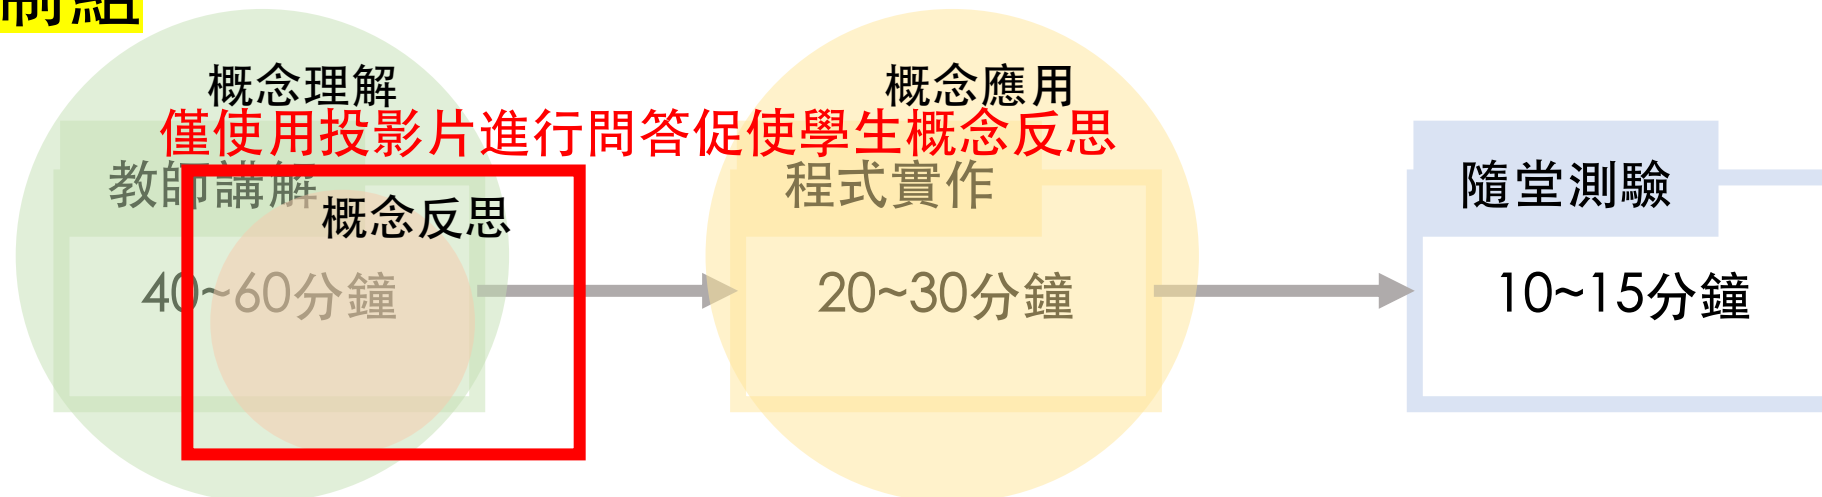 制組
概念理解
概念應用
僅使用投影片進行問答促使學生概念反思
教師講解
程式實作
隨堂測驗
概念反思
40~60分鐘
20~30分鐘
10~15分鐘